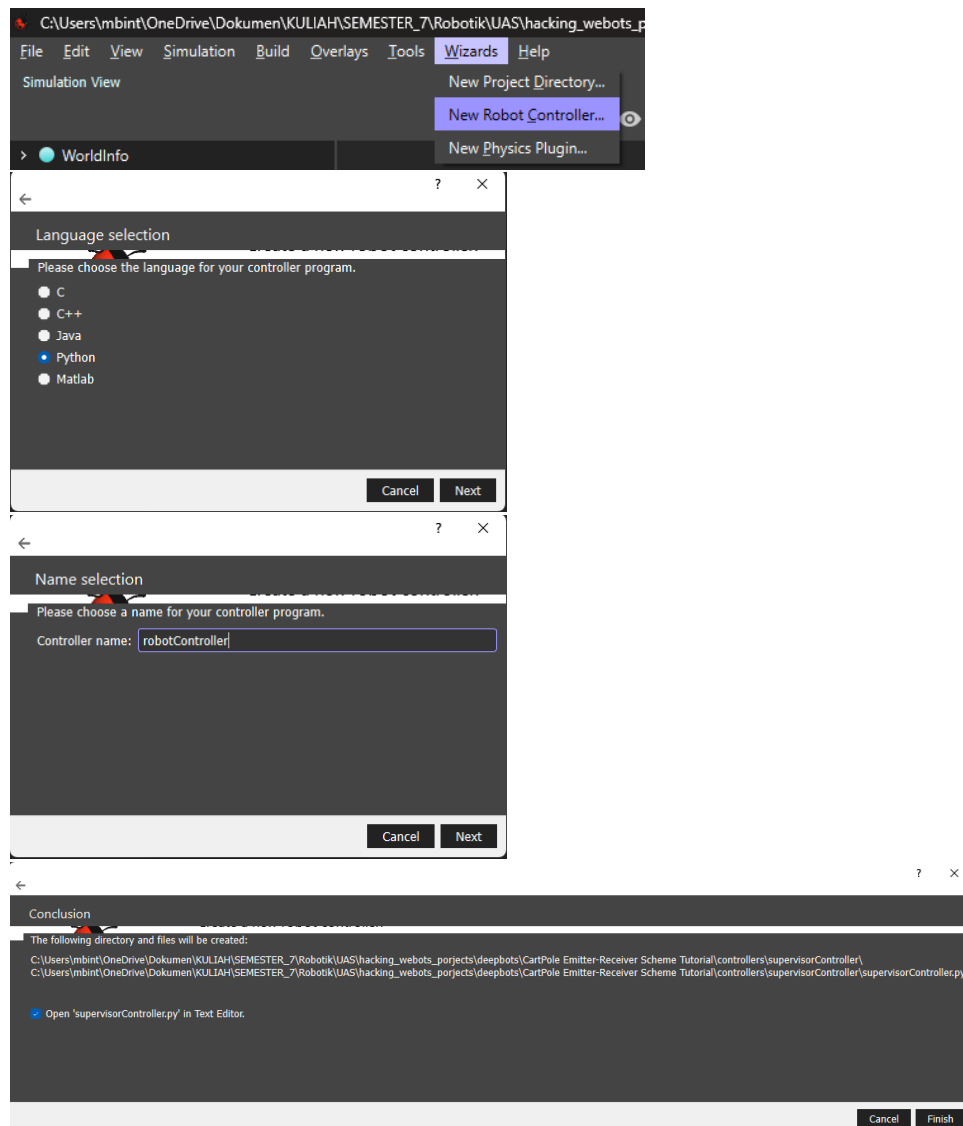 C:\Users\mbint\OneDrive\Dokumen\KULIAH\SEMESTER_7\Robotik\UAS\hacking_webots_p
File Edit View Simulation Build Overlays Tools Wizards Help
Simulation View
New Project Directory...
New Robot Controller...
New Physics Plugin...
WorldInfo
?
Language selection
Please choose the language for your controller program.
C
C++
Java
Python
Matlab
Cancel Next
?
Name selection
Please choose a name for your controller program.
Controller name: robotController
Cancel Next
?
Conclusion
The following directory and files will be created:
C:\Users\mbint\OneDrive\Dokumen\KULIAH\SEMESTER_7\Robotik\UAS\hacking_webots_porjects\deepbots\CartPole Emitter-Receiver Scheme Tutorial\controllers\supervisorController\
C:\Users\mbint\OneDrive\Dokumen\KULIAH\SEMESTER_7\Robotik\UAS\hacking_webots_porjects\deepbots\CartPole Emitter-Receiver Scheme Tutorial\controllers\supervisorController\supervisorController.py
Open 'supervisorController.py' in Text Editor.
Cancel Finish